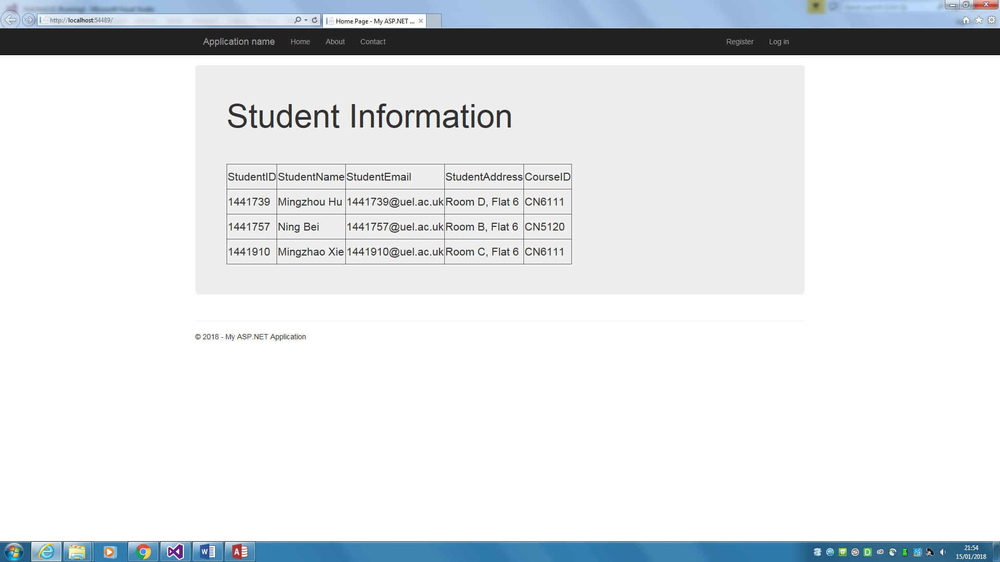 http://localhost:54489/
Home Page - My ASP.NET ...
Application name Home About Contact Register Log in
Student Information
StudentID StudentName StudentEmail StudentAddress CourseID
1441739 Mingzhou Hu 1441739@uel.ac.uk Room D, Flat 6 CN6111
1441757 Ning Bei 1441757@uel.ac.uk Room B, Flat 6 CN5120
1441910 Mingzhao Xie 1441910@uel.ac.uk Room C, Flat 6 CN6111
© 2018 - My ASP.NET Application
21:54
15/01/2018